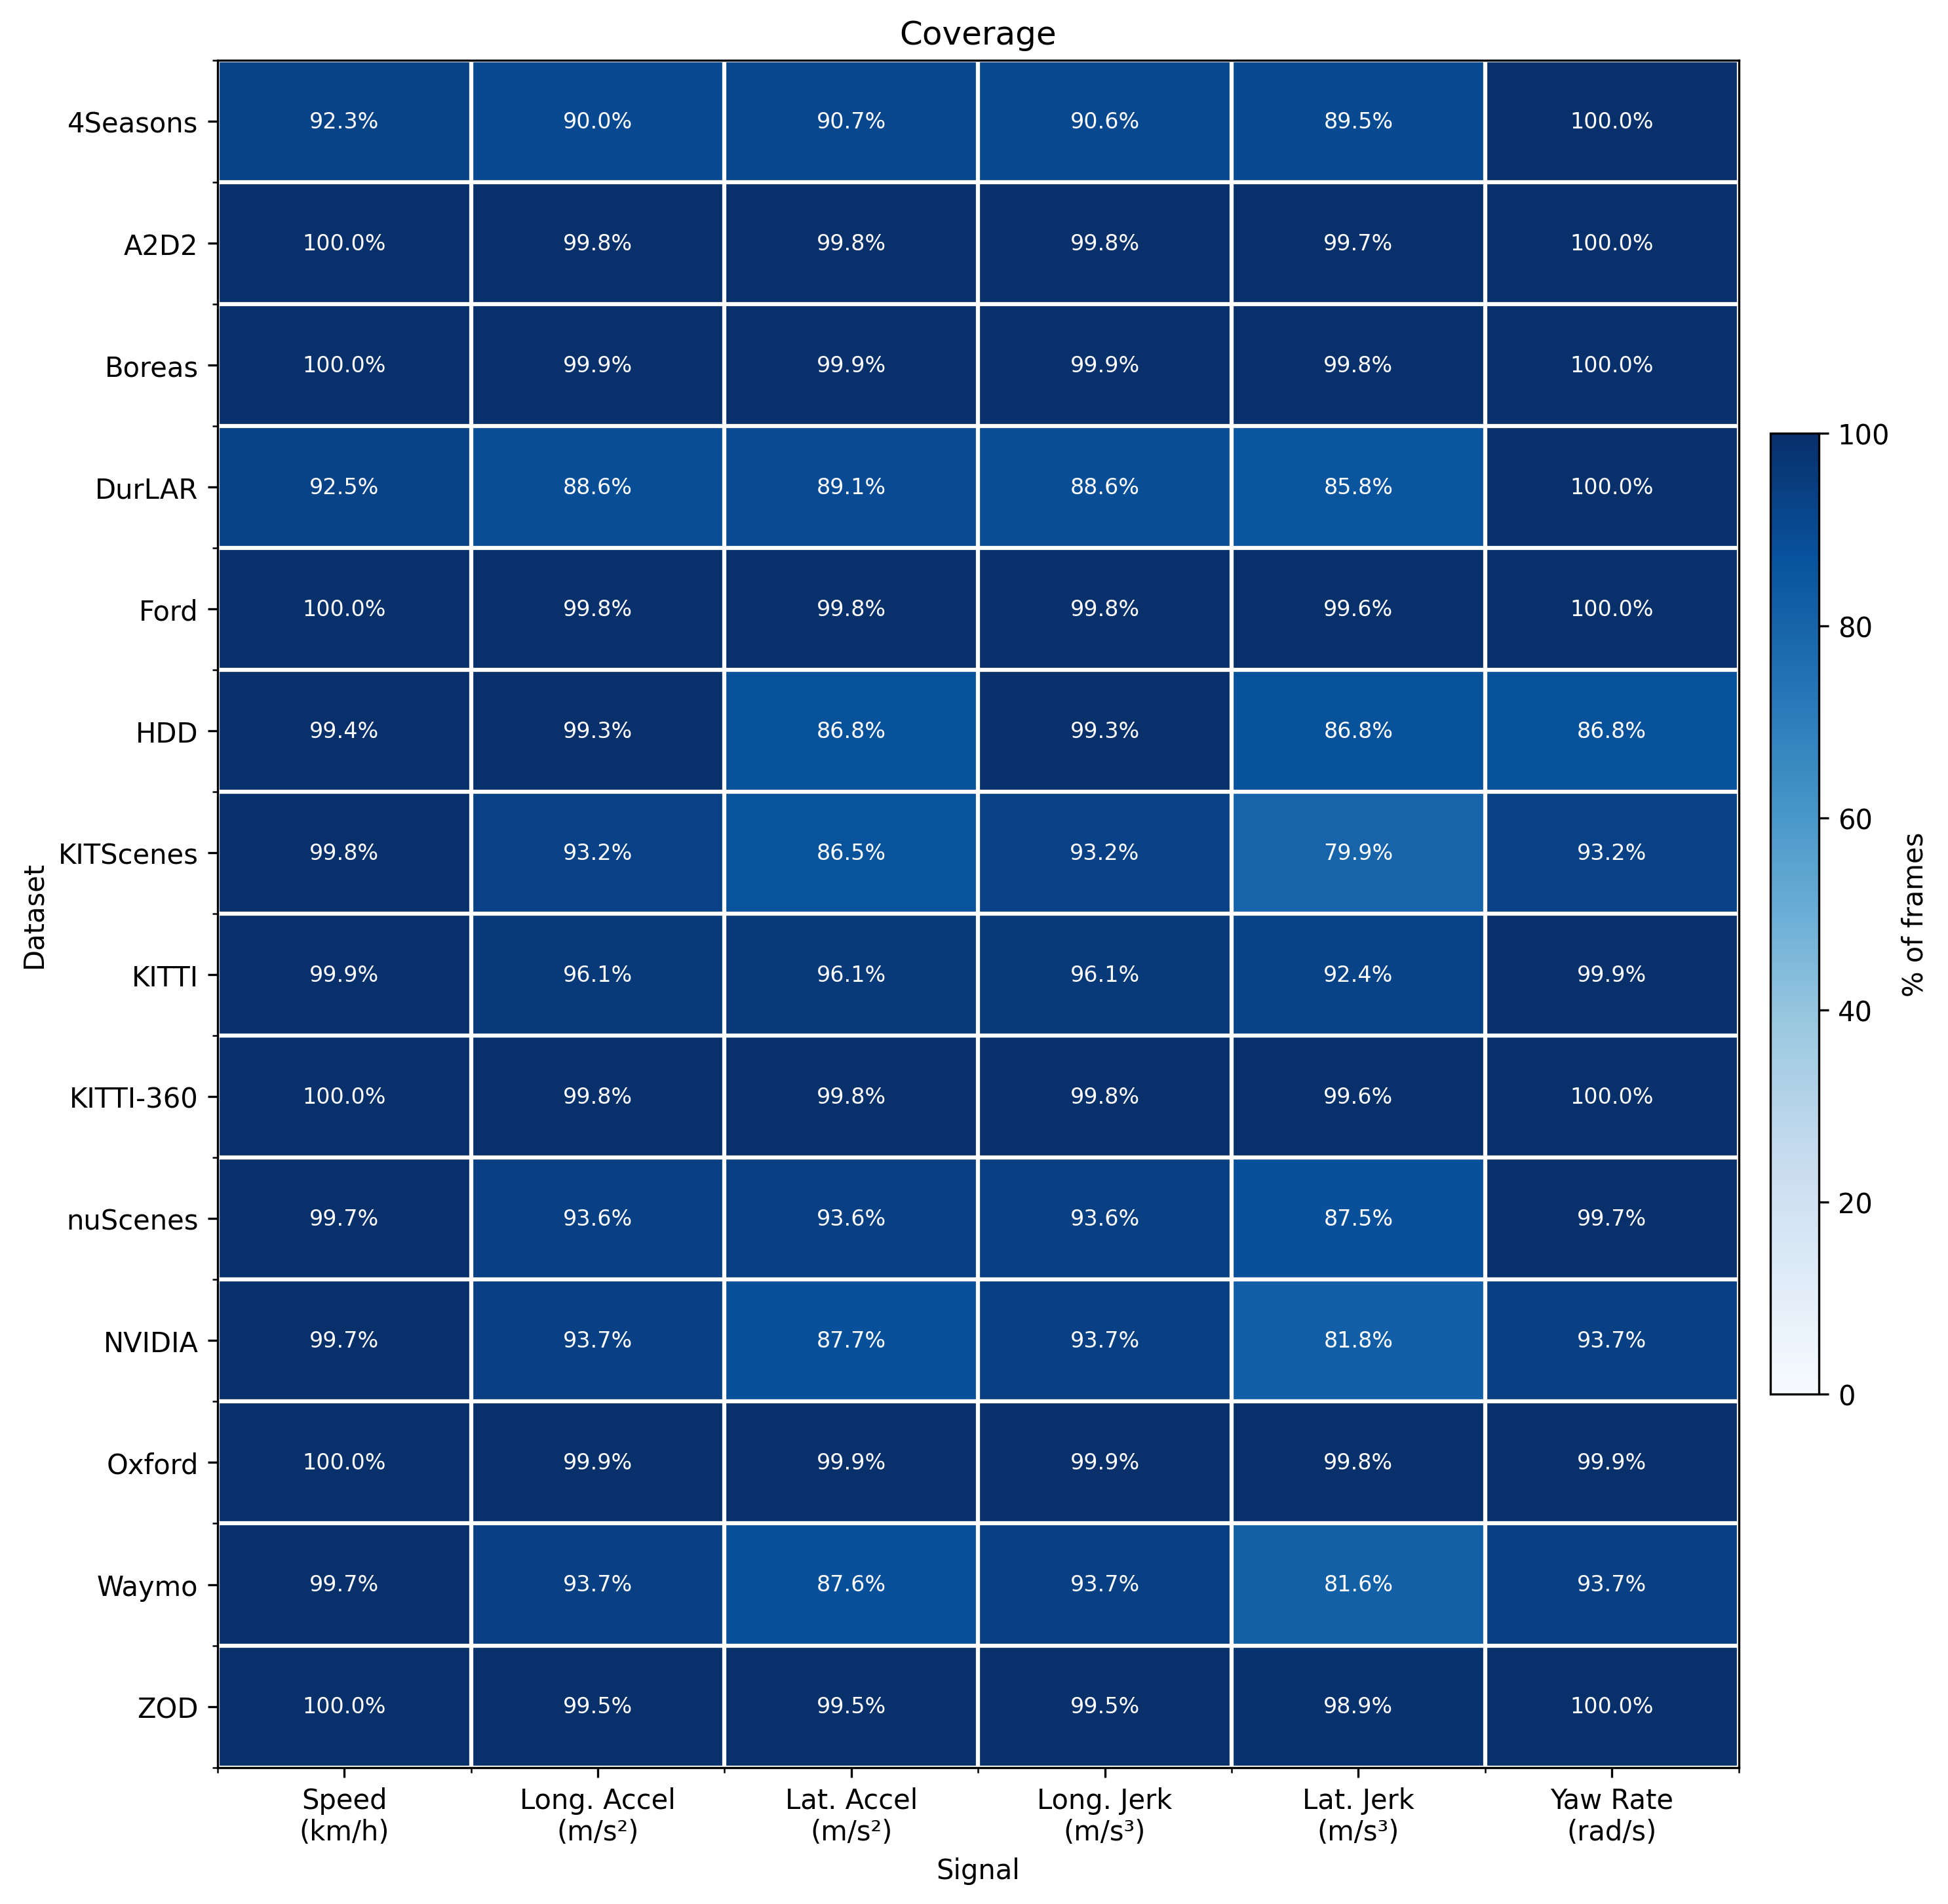 Coverage
4Seasons 92.3% 90.0% 90.7% 90.6% 89.5% 100.0%
A2D2 100.0% 99.8% 99.8% 99.8% 99.7% 100.0%
Boreas 100.0% 99.9% 99.9% 99.9% 99.8% 100.0%
DurLAR 92.5% 88.6% 89.1% 88.6% 85.8% 100.0%
Ford 100.0% 99.8% 99.8% 99.8% 99.6% 100.0%
HDD 99.4% 99.3% 86.8% 99.3% 86.8% 86.8%
KITScenes 99.8% 93.2% 86.5% 93.2% 79.9% 93.2%
KITTI 99.9% 96.1% 96.1% 96.1% 92.4% 99.9%
KITTI-360 100.0% 99.8% 99.8% 99.8% 99.6% 100.0%
nuScenes 99.7% 93.6% 93.6% 93.6% 87.5% 99.7%
NVIDIA 99.7% 93.7% 87.7% 93.7% 81.8% 93.7%
Oxford 100.0% 99.9% 99.9% 99.9% 99.8% 99.9%
Waymo 99.7% 93.7% 87.6% 93.7% 81.6% 93.7%
ZOD 100.0% 99.5% 99.5% 99.5% 98.9% 100.0%
Speed Long. Accel Lat. Accel Long. Jerk Lat. Jerk Yaw Rate
(km/h) (m/s²) (m/s²) (m/s³) (m/s³) (rad/s)
Signal
Dataset
100
80
60
40
20
0
% of frames